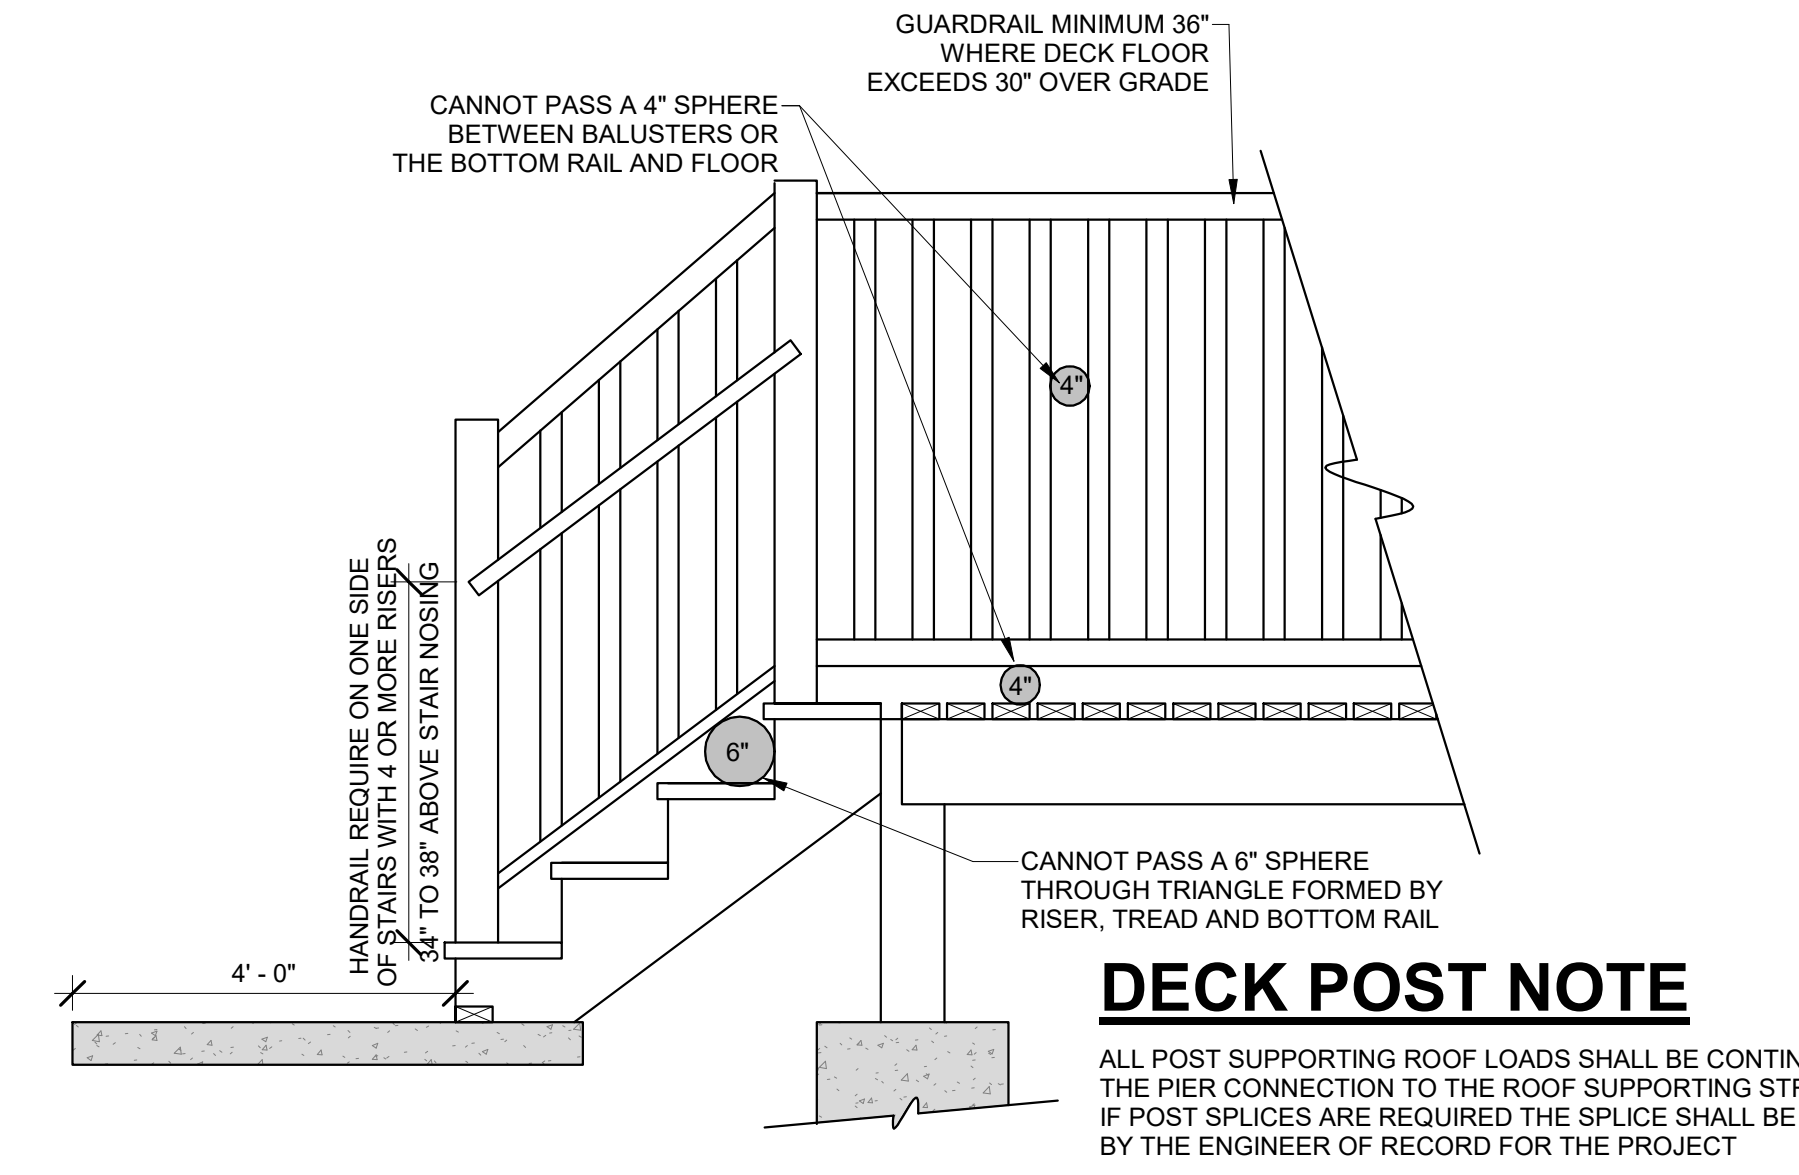 GUARDRAIL MINIMUM 36"
WHERE DECK FLOOR
EXCEEDS 30" OVER GRADE
CANNOT PASS A 4" SPHERE
BETWEEN BALUSTERS OR
THE BOTTOM RAIL AND FLOOR
4"
4"
6"
HANDRAIL REQUIRE ON ONE SIDE
OF STAIRS WITH 4 OR MORE RISERS
34" TO 38" ABOVE STAIR NOSING
CANNOT PASS A 6" SPHERE
THROUGH TRIANGLE FORMED BY
RISER, TREAD AND BOTTOM RAIL
4' - 0"
DECK POST NOTE
ALL POST SUPPORTING ROOF LOADS SHALL BE
THE PIER CONNECTION TO THE ROOF SUPPORTING
IF POST SPLICES ARE REQUIRED THE SPLICE SHALL BE
BY THE ENGINEER OF RECORD FOR THE PROJECT